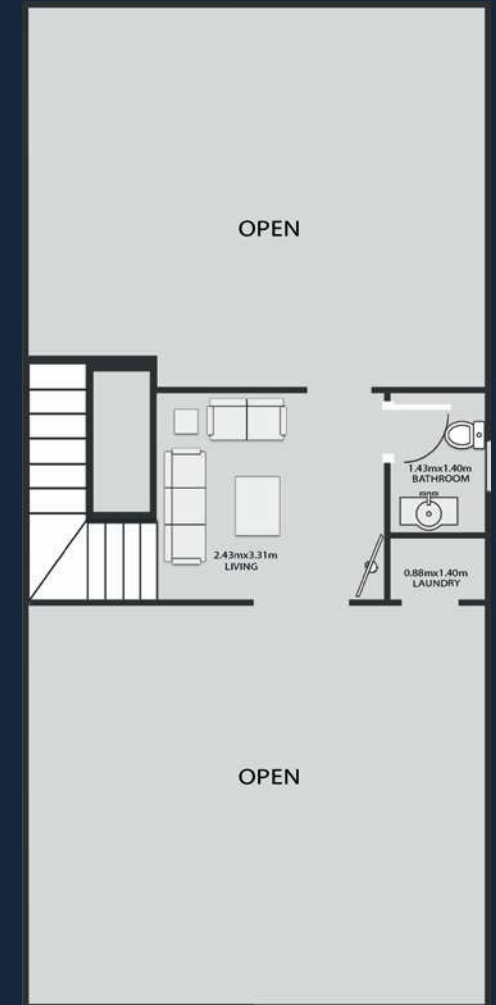 OPEN
1.43mx1.40m
BATHROOM
2.43mx3.31m
LIVING
0.88mx1.40m
LAUNDRY
OPEN